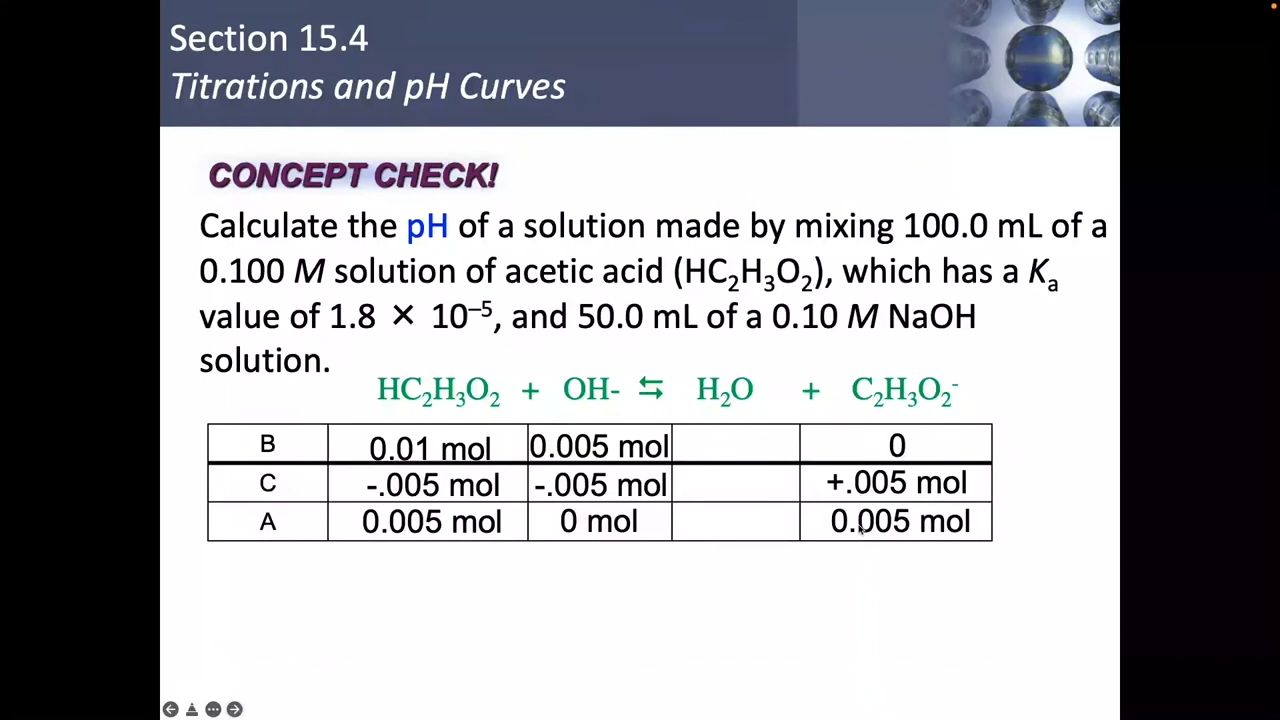 Section 15.4
Titrations and pH Curves
CONCEPT CHECK!
Calculate the pH of a solution made by mixing 100.0 mL of a
0.100 M solution of acetic acid (HC₂H₃O₂), which has a Kₐ
value of 1.8 × 10⁻⁵, and 50.0 mL of a 0.10 M NaOH
solution.
HC₂H₃O₂ + OH- ⇆ H₂O + C₂H₃O₂⁻
B 0.01 mol 0.005 mol 0
C -.005 mol -.005 mol +.005 mol
A 0.005 mol 0 mol 0.005 mol